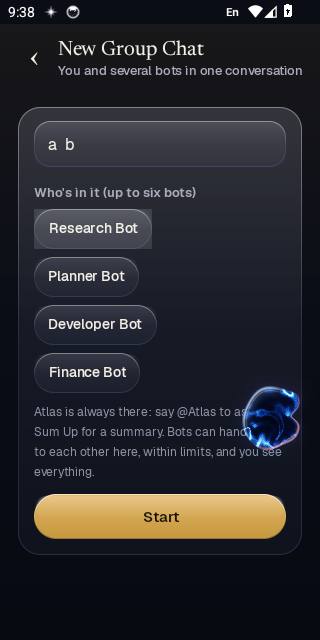 9:38
En
New Group Chat
You and several bots in one conversation
a b
Who's in it (up to six bots)
Research Bot
Planner Bot
Developer Bot
Finance Bot
Atlas is always there: say @Atlas to
Sum Up for a summary. Bots can
to each other here, within limits, and you see
everything.
Start